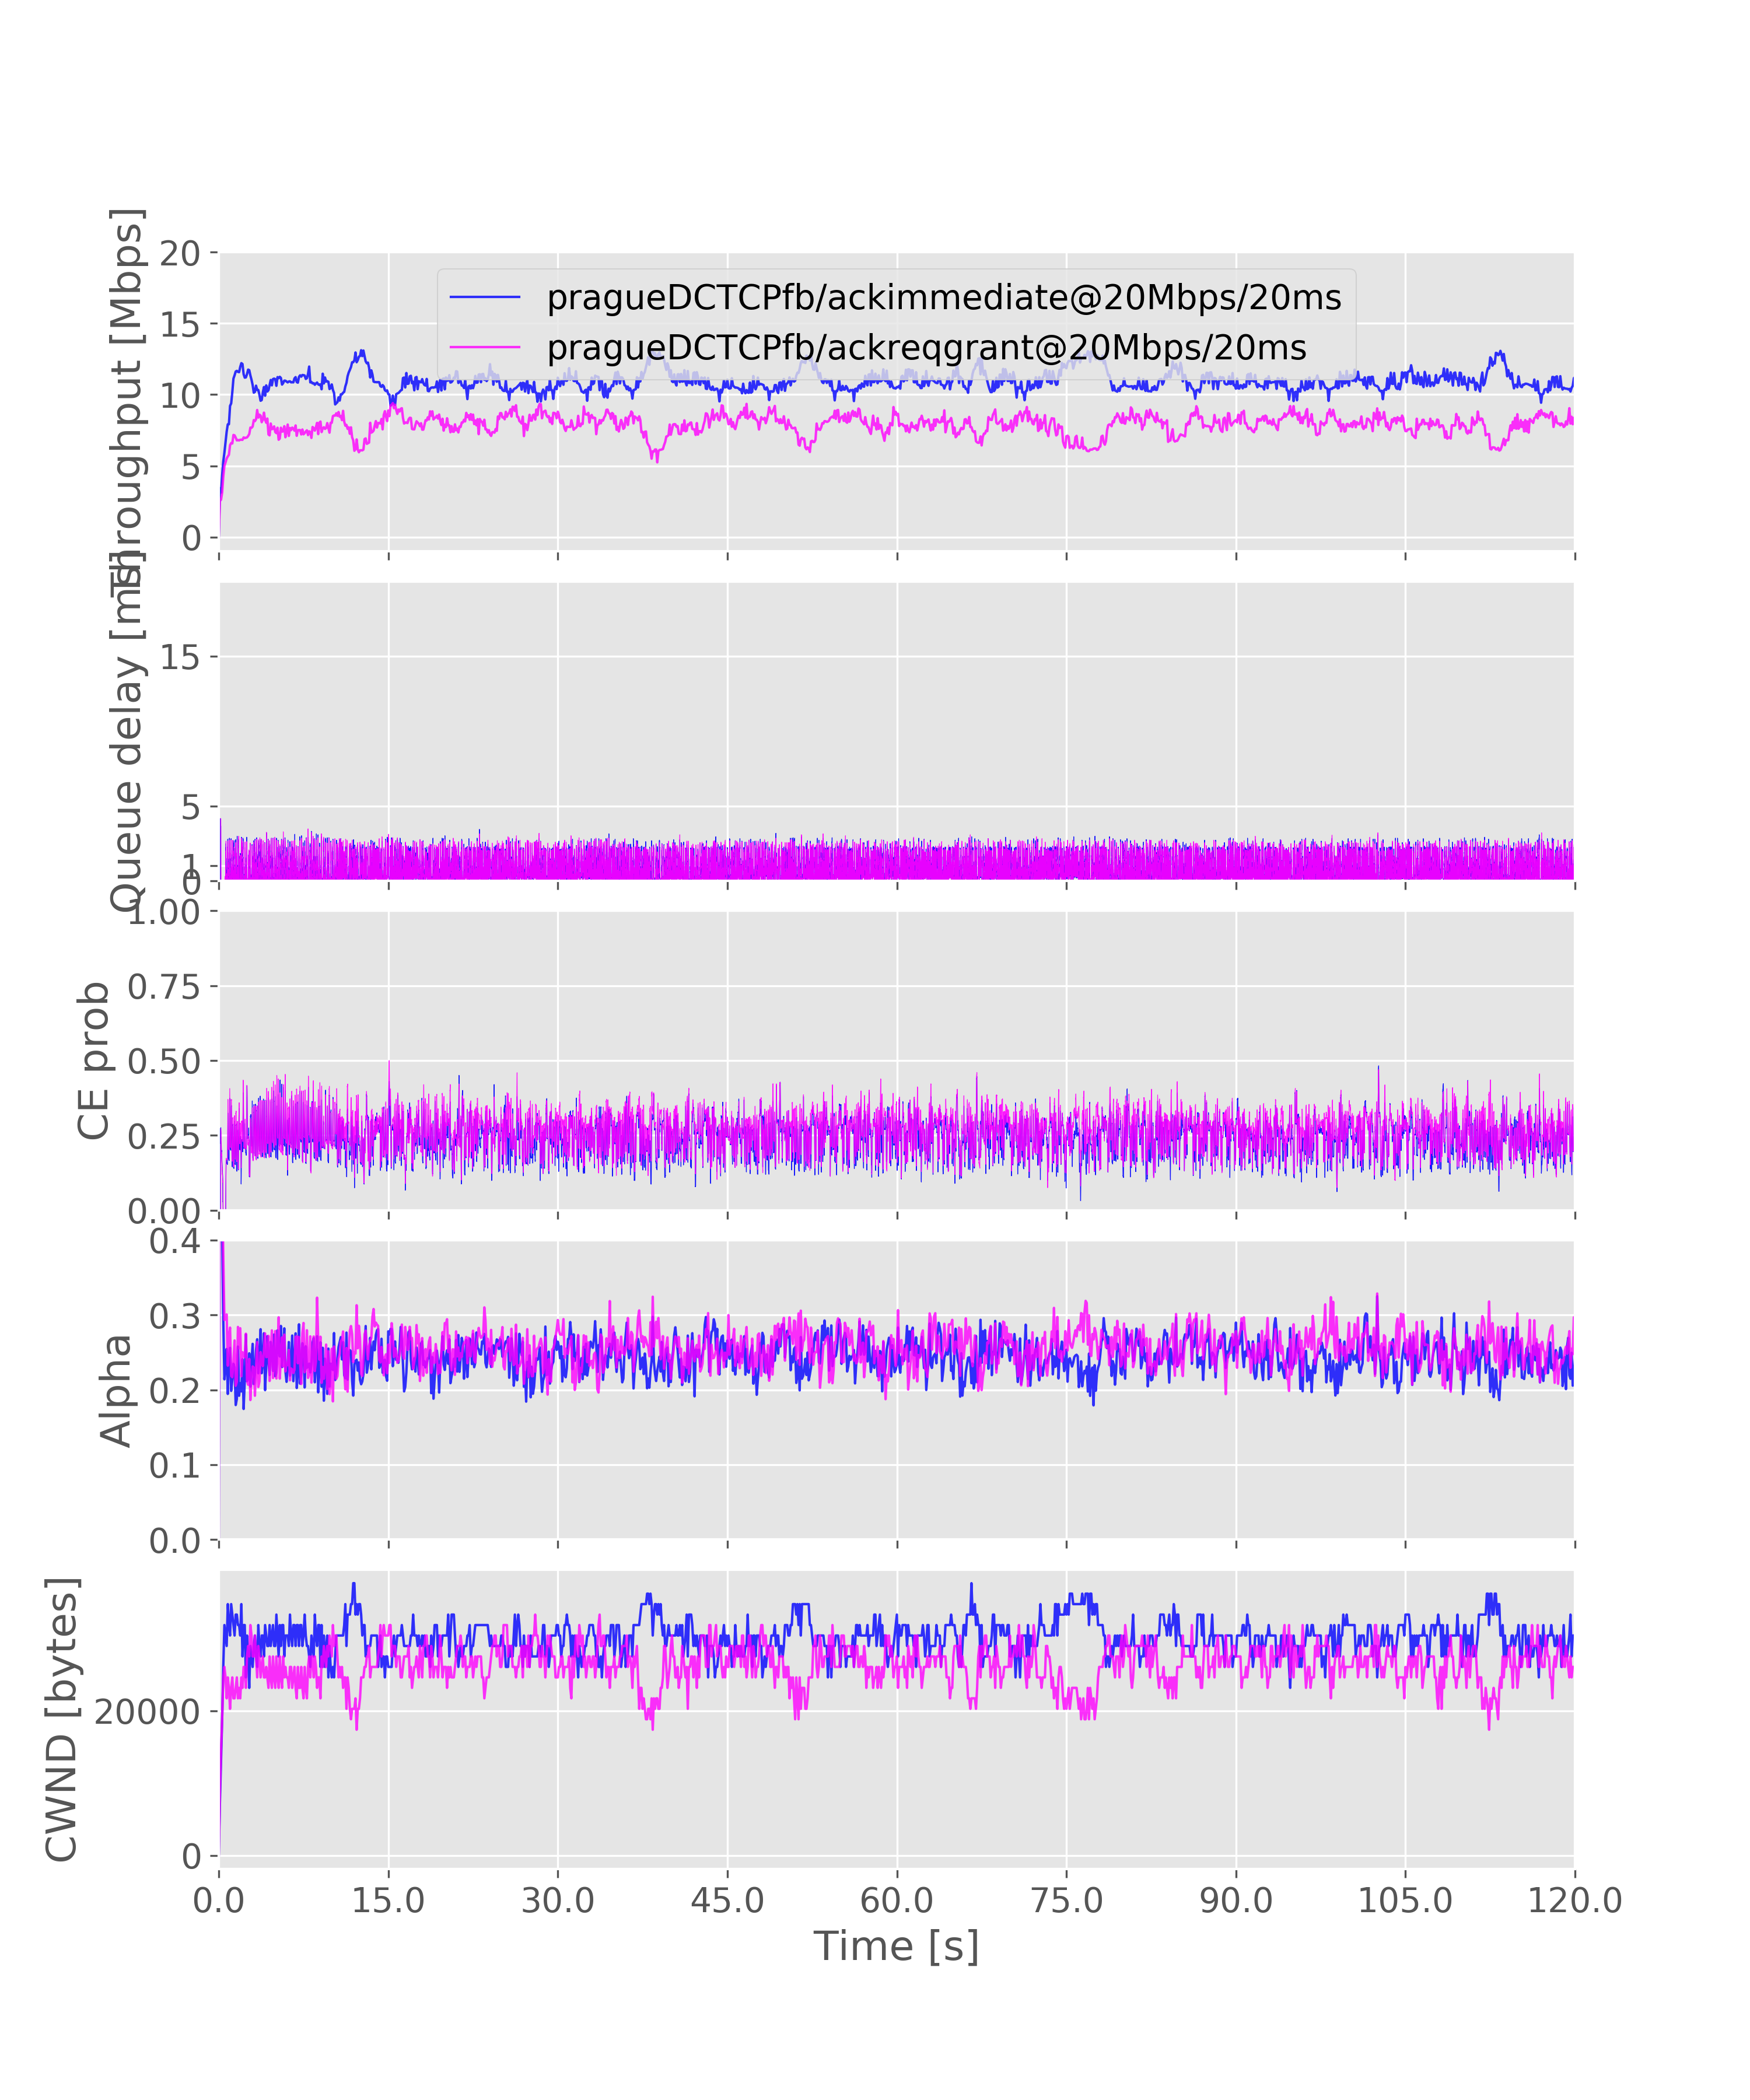 Throughput [Mbps]
20
15
10
5
0
pragueDCTCPfb/ackimmediate@20Mbps/20ms
pragueDCTCPfb/ackreqgrant@20Mbps/20ms
Queue delay [ms]
15
5
1
0
CE prob
1.00
0.75
0.50
0.25
0.00
Alpha
0.4
0.3
0.2
0.1
0.0
CWND [bytes]
20000
0
0.0 15.0 30.0 45.0 60.0 75.0 90.0 105.0 120.0
Time [s]